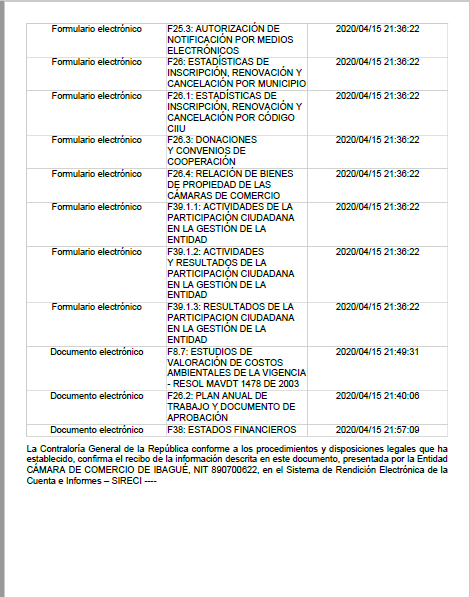 Formulario electrónico F25.3: AUTORIZACIÓN DE 2020/04/15 21:36:22
NOTIFICACIÓN POR MEDIOS
ELECTRÓNICOS
Formulario electrónico F26: ESTADÍSTICAS DE 2020/04/15 21:36:22
INSCRIPCIÓN, RENOVACIÓN Y
CANCELACIÓN POR MUNICIPIO
Formulario electrónico F26.1: ESTADÍSTICAS DE 2020/04/15 21:36:22
INSCRIPCIÓN, RENOVACIÓN Y
CANCELACIÓN POR CÓDIGO
CIIU
Formulario electrónico F26.3: DONACIONES 2020/04/15 21:36:22
Y CONVENIOS DE
COOPERACIÓN
Formulario electrónico F26.4: RELACIÓN DE BIENES 2020/04/15 21:36:22
DE PROPIEDAD DE LAS
CÁMARAS DE COMERCIO
Formulario electrónico F39.1.1: ACTIVIDADES DE LA 2020/04/15 21:36:22
PARTICIPACIÓN CIUDADANA
EN LA GESTIÓN DE LA
ENTIDAD
Formulario electrónico F39.1.2: ACTIVIDADES 2020/04/15 21:36:22
Y RESULTADOS DE LA
PARTICIPACIÓN CIUDADANA
EN LA GESTIÓN DE LA
ENTIDAD
Formulario electrónico F39.1.3: RESULTADOS DE LA 2020/04/15 21:36:22
PARTICIPACION CIUDADANA
EN LA GESTIÓN DE LA
ENTIDAD
Documento electrónico F8.7: ESTUDIOS DE 2020/04/15 21:49:31
VALORACIÓN DE COSTOS
AMBIENTALES DE LA VIGENCIA
- RESOL MAVDT 1478 DE 2003
Documento electrónico F26.2: PLAN ANUAL DE 2020/04/15 21:40:06
TRABAJO Y DOCUMENTO DE
APROBACIÓN
Documento electrónico F38: ESTADOS FINANCIEROS 2020/04/15 21:57:09
La Contraloría General de la República conforme a los procedimientos y disposiciones legales que ha
establecido, confirma el recibo de la información descrita en este documento, presentada por la Entidad
CÁMARA DE COMERCIO DE IBAGUÉ, NIT 890700622, en el Sistema de Rendición Electrónica de la
Cuenta e Informes – SIRECI ----